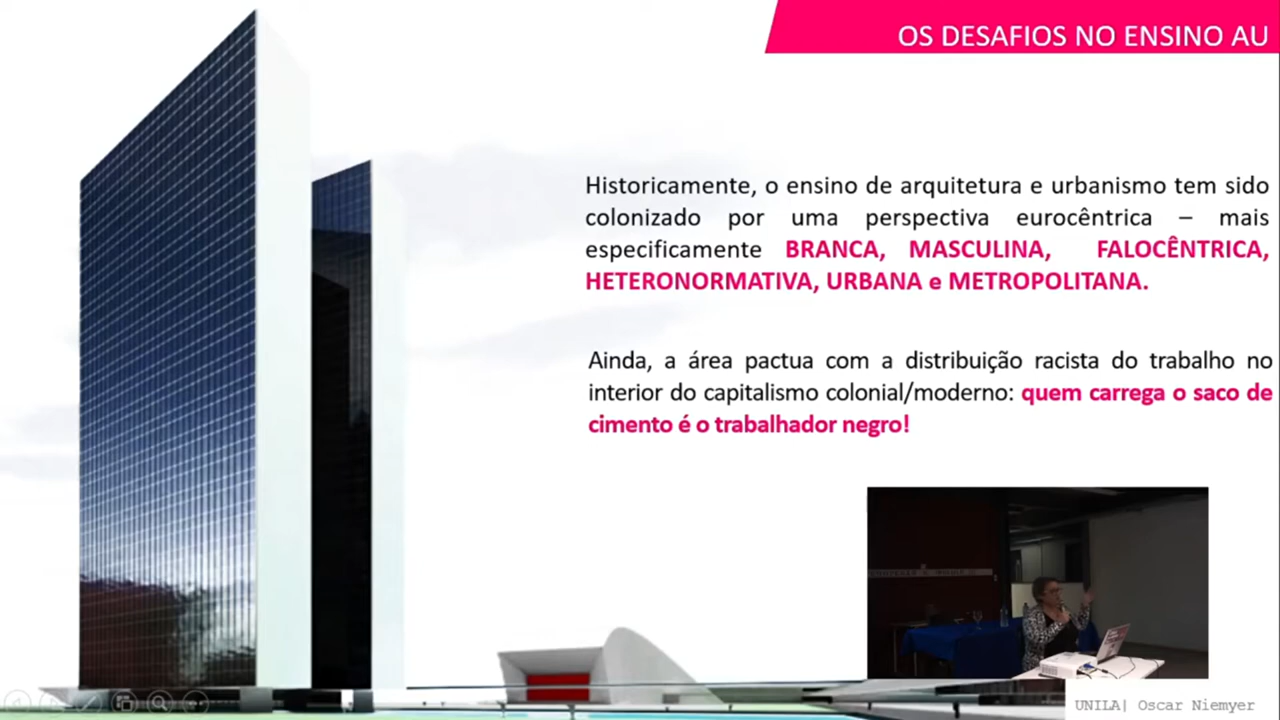 OS DESAFIOS NO ENSINO AU
Historicamente, o ensino de arquitetura e urbanismo tem sido
colonizado por uma perspectiva eurocêntrica – mais
especificamente BRANCA, MASCULINA, FALOCÊNTRICA,
HETERONORMATIVA, URBANA e METROPOLITANA.
Ainda, a área pactua com a distribuição racista do trabalho no
interior do capitalismo colonial/moderno: quem carrega o saco de
cimento é o trabalhador negro!
UNILA| Oscar Niemyer